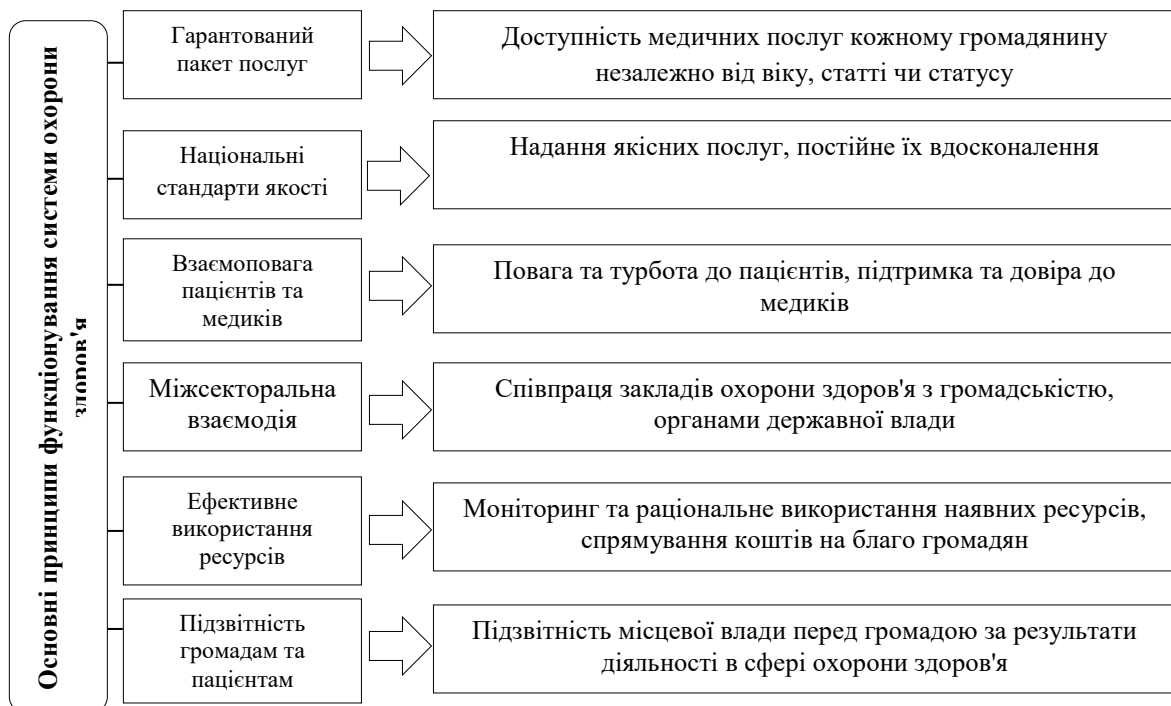 Основні принципи функціонування системи охорони
здоров'я
Гарантований
пакет послуг
Доступність медичних послуг кожному громадянину
незалежно від віку, статті чи статусу
Національні
стандарти якості
Надання якісних послуг, постійне їх вдосконалення
Взаємоповага
пацієнтів та
медиків
Повага та турбота до пацієнтів, підтримка та довіра до
медиків
Міжсекторальна
взаємодія
Співпраця закладів охорони здоров'я з громадськістю,
органами державної влади
Ефективне
використання
ресурсів
Моніторинг та раціональне використання наявних ресурсів,
спрямування коштів на благо громадян
Підзвітність
громадам та
пацієнтам
Підзвітність місцевої влади перед громадою за результати
діяльності в сфері охорони здоров'я